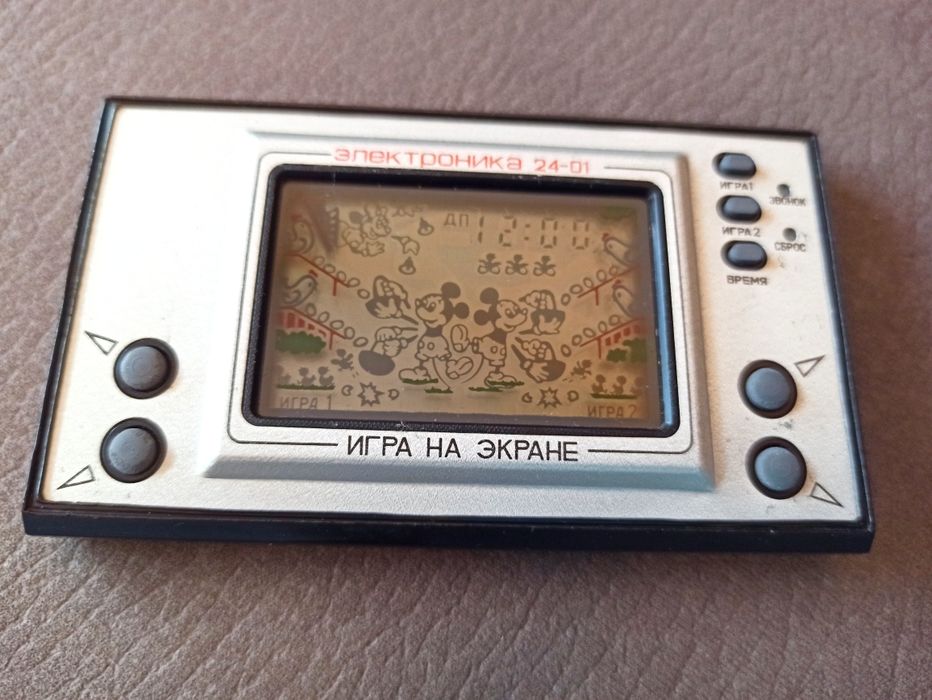 электроника 24-01
ДП 12:00
ИГРА 1
ИГРА 2
ИГРА НА ЭКРАНЕ
ИГРА 1
ЗВОНОК
ИГРА 2
СБРОС
ВРЕМЯ